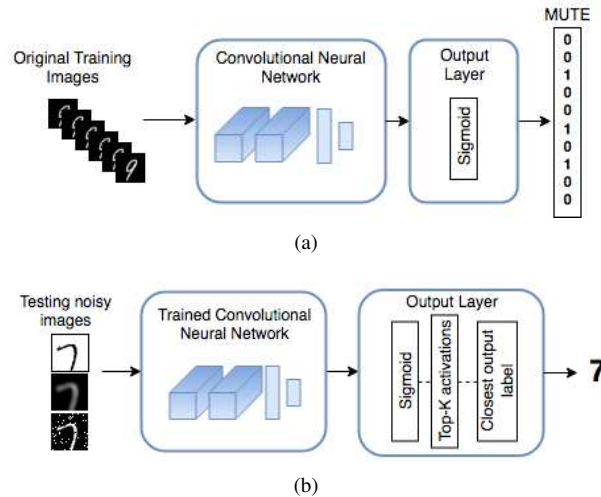 MUTE
Original Training
Images
Convolutional Neural
Network
Output
Layer
Sigmoid
0
0
1
0
0
1
0
1
0
0
(a)
Testing noisy
images
Trained Convolutional
Neural Network
Output Layer
Sigmoid
Top-K activations
Closest output
label
7
(b)